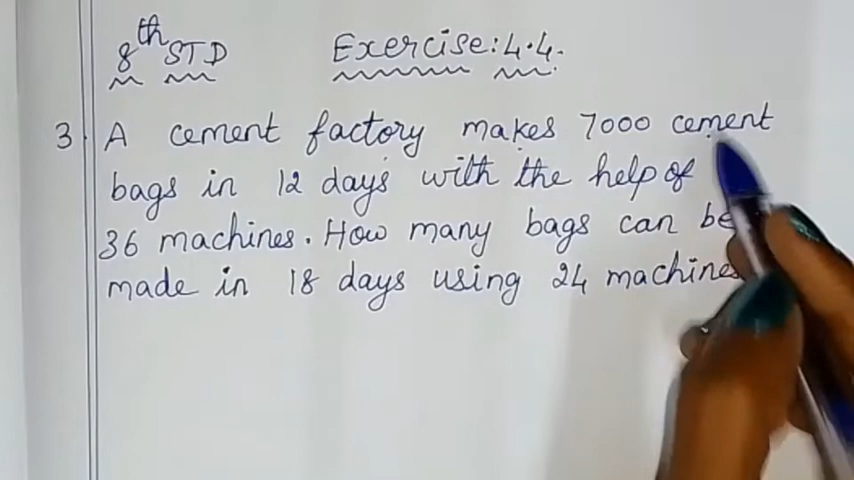 8th STD Exercise: 4.4.
3. A cement factory makes 7000 cement
bags in 12 days with the help of
36 machines. How many bags can be
made in 18 days using 24 machines